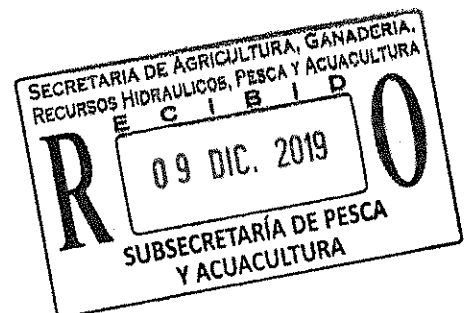 SECRETARIA DE AGRICULTURA, GANADERIA,
RECURSOS HIDRAULICOS, PESCA Y ACUACULTURA
R E C I B I D O
09 DIC. 2019
SUBSECRETARÍA DE PESCA
Y ACUACULTURA